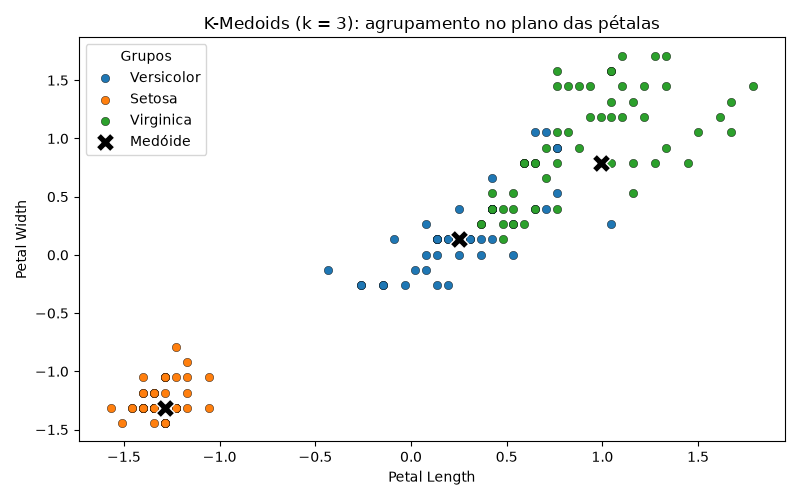 K-Medoids (k = 3): agrupamento no plano das pétalas
Grupos
Versicolor
Setosa
Virginica
Medóide
1.5
1.0
0.5
0.0
−0.5
−1.0
−1.5
Petal Width
−1.5
−1.0
−0.5
0.0
0.5
1.0
1.5
Petal Length